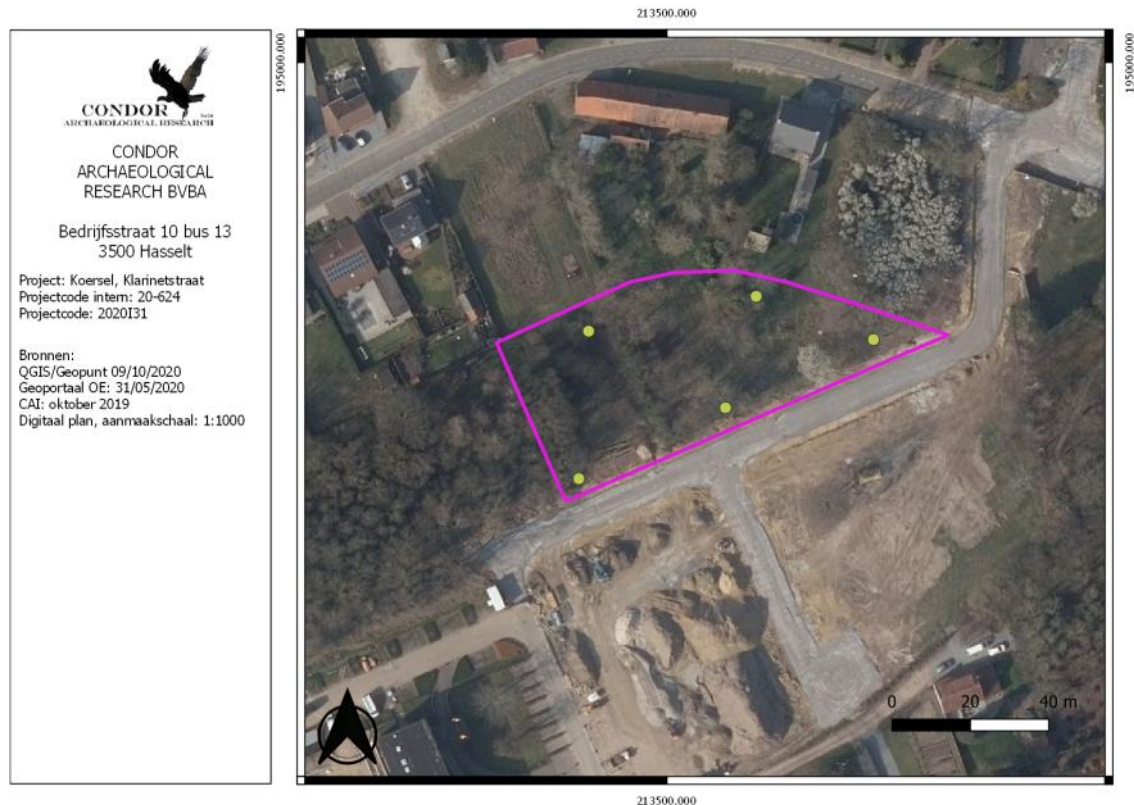 CONDOR
ARCHAEOLOGICAL RESEARCH
CONDOR
ARCHAEOLOGICAL
RESEARCH BVBA
Bedrijfsstraat 10 bus 13
3500 Hasselt
Project: Koersel, Klarinetstraat
Projectcode intern: 20-624
Projectcode: 2020I31
Bronnen:
QGIS/Geopunt 09/10/2020
Geoportaal OE: 31/05/2020
CAI: oktober 2019
Digitaal plan, aanmaakschaal: 1:1000
213500.000
195000.000
195000.000
0 20 40 m
213500.000